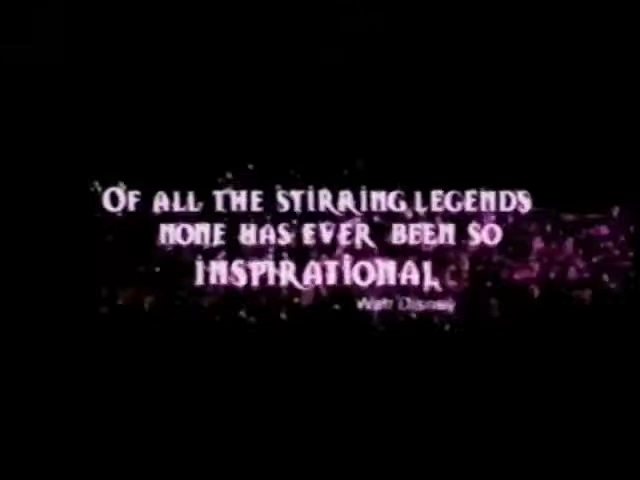 “Of all the stirring legends
none has ever been so
inspirational
Walt Disney